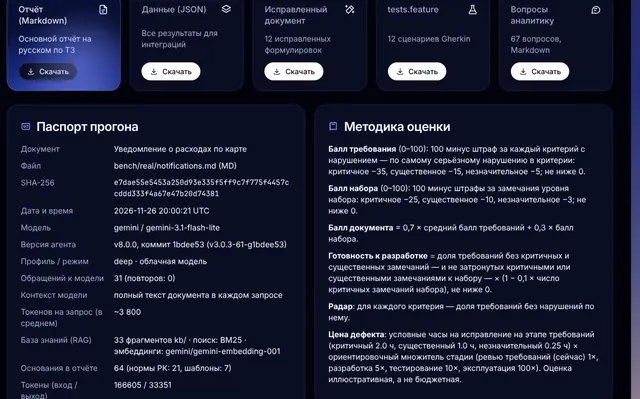 Отчёт
(Markdown)
Основной отчёт на
русском по ТЗ
Скачать
Данные (JSON)
Все результаты для
интеграций
Скачать
Исправленный
документ
12 исправленных
формулировок
Скачать
tests.feature
12 сценариев Gherkin
Скачать
Вопросы
аналитику
67 вопросов,
Markdown
Скачать
Паспорт прогона
Документ Уведомление о расходах по карте
Файл bench/real/notifications.md (MD)
SHA-256 e7dae55e5453a250d93e335f5ff9c7f775f4457c
cddd333f4a67e47b20d74381
Дата и время 2026-11-26 20:00:21 UTC
Модель gemini / gemini-3.1-flash-lite
Версия агента v8.0.0, коммит 1bdee53 (v3.0.3-61-g1bdee53)
Профиль / режим deep · облачная модель
Обращений к модели 31 (повторов: 0)
Контекст модели полный текст документа в каждом запросе
Токенов на запрос (в
среднем) ~3 800
База знаний (RAG) 33 фрагментов kb/ · поиск: BM25 ·
эмбеддинги: gemini/gemini-embedding-001
Основания в отчёте 64 (нормы РК: 21, шаблоны: 7)
Токены (вход /
выход) 166605 / 33351
Методика оценки
Балл требования (0–100): 100 минус штраф за каждый критерий с
нарушением — по самому серьёзному нарушению в критерии:
критичное −35, существенное −15, незначительное −5; не ниже 0.
Балл набора (0–100): 100 минус штрафы за замечания уровня
набора: критичное −25, существенное −10, незначительное −3; не
ниже 0.
Балл документа = 0,7 × средний балл требований + 0,3 × балл
набора.
Готовность к разработке = доля требований без критичных и
существенных замечаний — и не затронутых критичными или
существенными замечаниями к набору — × (1 − 0,1 × число
критичных замечаний набора), не ниже 0.
Радар: для каждого критерия — доля требований без нарушений по
нему.
Цена дефекта: условные часы на исправление на этапе требований
(критичный 2.0 ч, существенный 1.0 ч, незначительный 0.25 ч) ×
ориентировочный множитель стадии (ревью требований (сейчас) 1×,
разработка 5×, тестирование 10×, эксплуатация 100×). Оценка
иллюстративная, а не бюджетная.